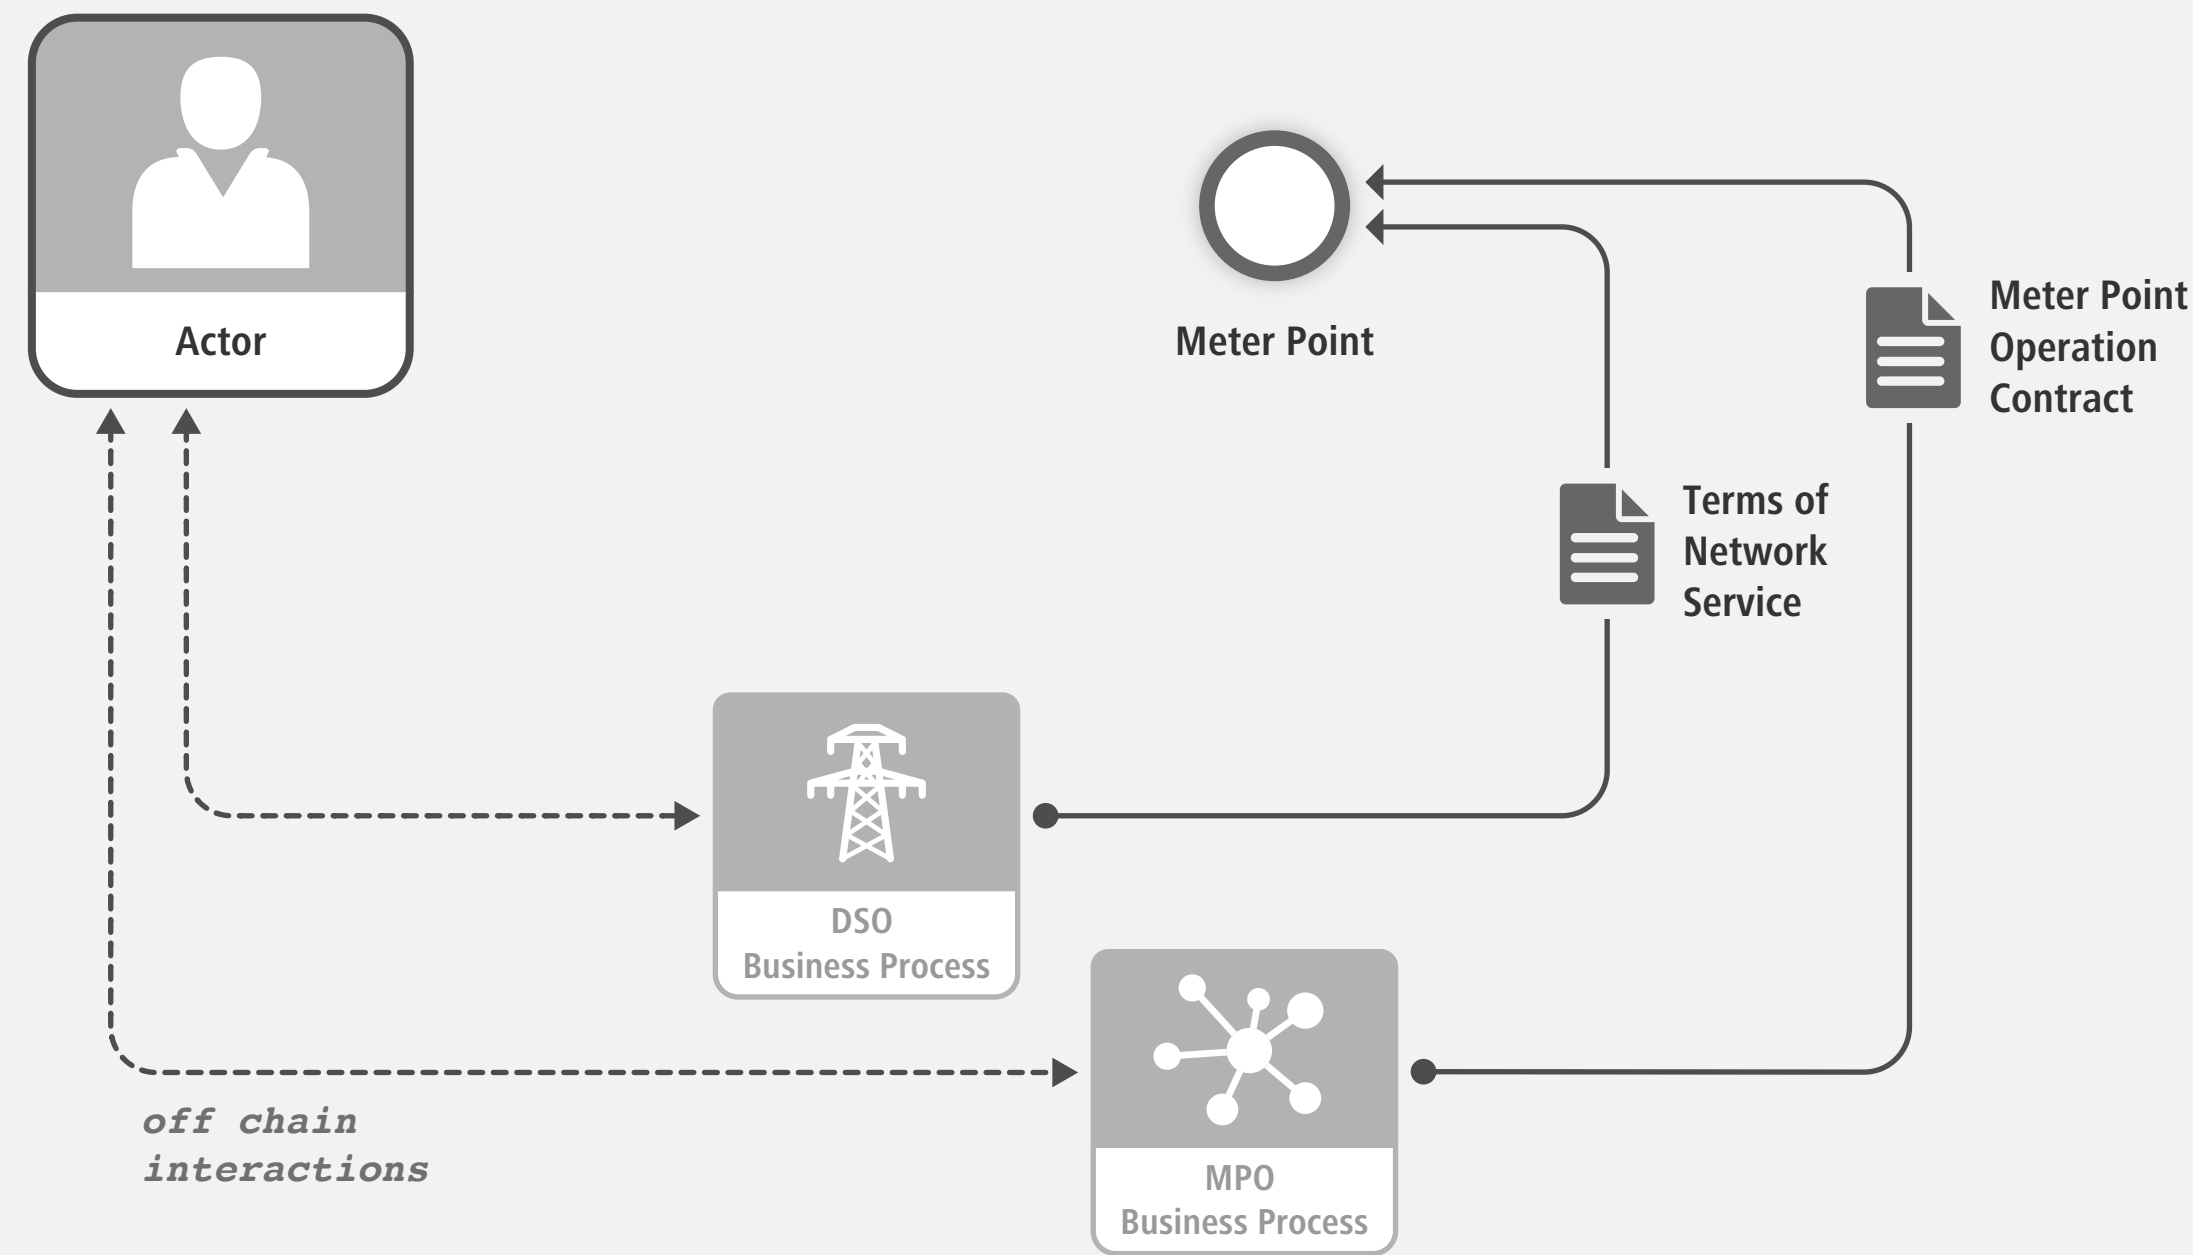 Actor
Meter Point
Meter Point
Operation
Contract
Terms of
Network
Service
DSO
Business Process
MPO
Business Process
off chain
interactions